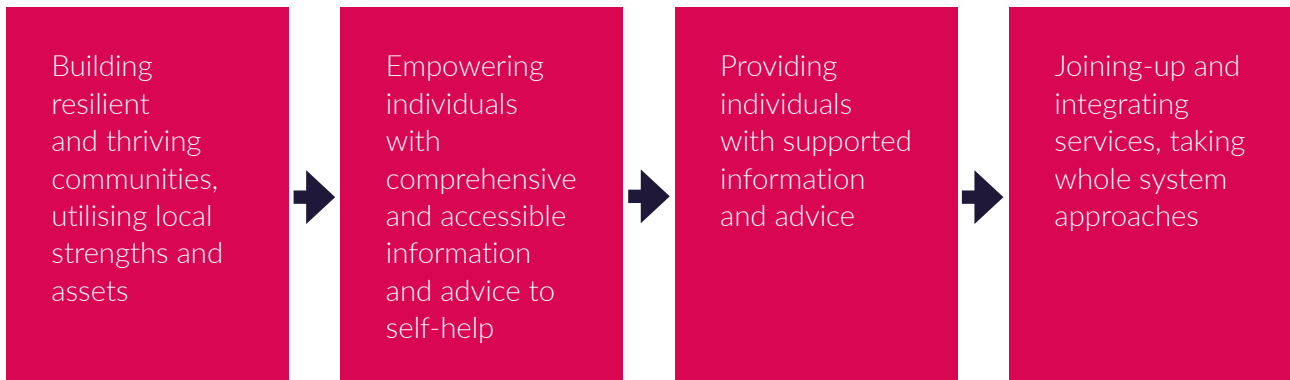 Building
resilient
and thriving
communities,
utilising local
strengths and
assets
Empowering
individuals
with
comprehensive
and accessible
information
and advice to
self-help
Providing
individuals
with supported
information
and advice
Joining-up and
integrating
services, taking
whole system
approaches